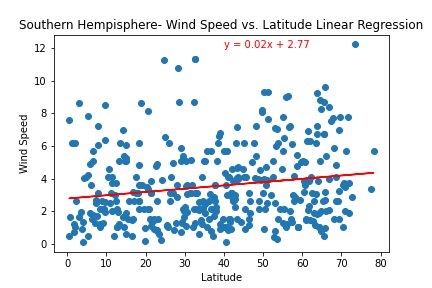 Southern Hempisphere- Wind Speed vs. Latitude Linear Regression
y = 0.02x + 2.77
12
10
8
6
4
2
0
Wind Speed
0 10 20 30 40 50 60 70 80
Latitude